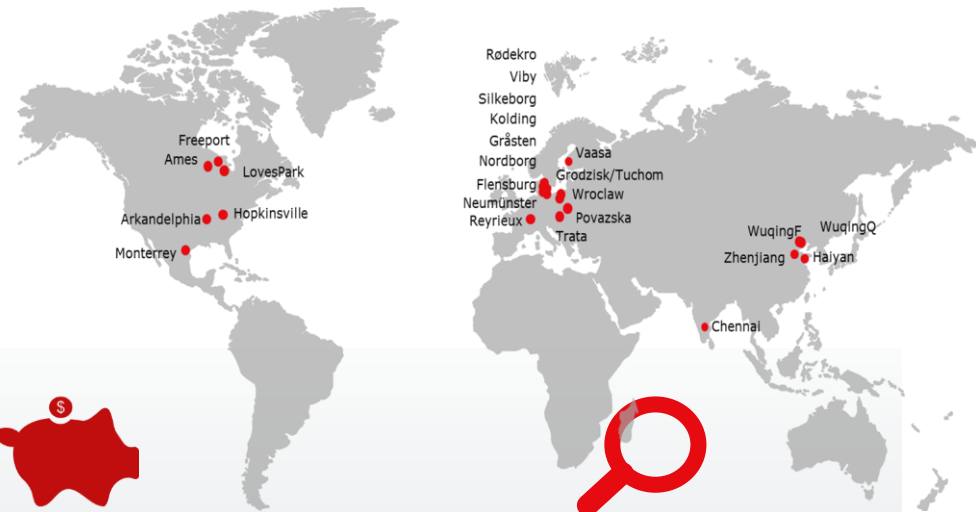 Freeport
Ames
LovesPark
Arkandelphia
Hopkinsville
Monterrey
$
Rødekro
Viby
Silkeborg
Kolding
Gråsten
Nordborg
Flensburg
Neumünster
Reyrieux
Vaasa
Grodzisk/Tuchom
Wroclaw
Povazska
Trata
WuqingF
WuqingQ
Zhenjiang
Haiyan
Chennai